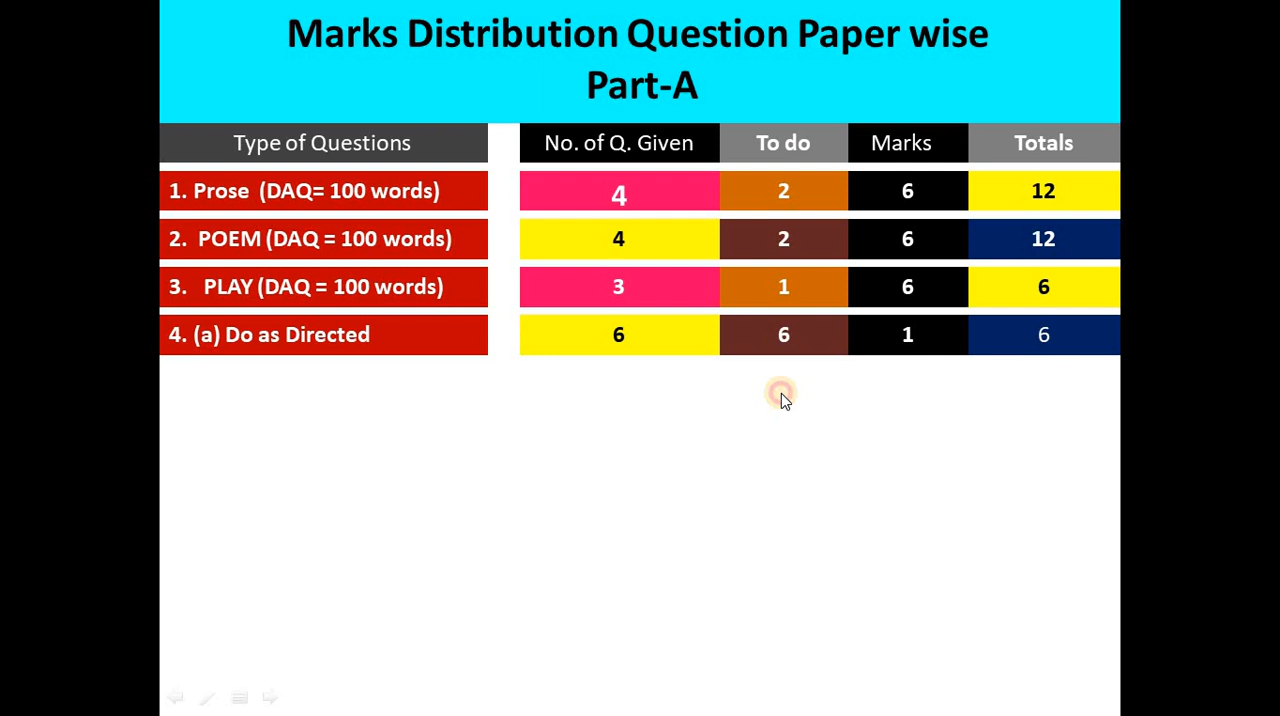 Marks Distribution Question Paper wise
Part-A
Type of Questions No. of Q. Given To do Marks Totals
1. Prose (DAQ= 100 words) 4 2 6 12
2. POEM (DAQ = 100 words) 4 2 6 12
3. PLAY (DAQ = 100 words) 3 1 6 6
4. (a) Do as Directed 6 6 1 6